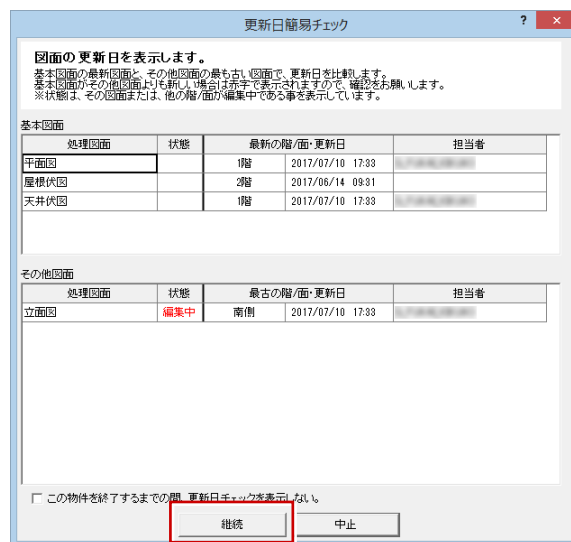 更新日簡易チェック
? ×
図面の更新日を表示します。
基本図面の最新図面と、その他図面の最も古い図面で、更新日を比較します。
基本図面がその他図面よりも新しい場合は赤字で表示されますので、確認をお願いします。
※状態は、その図面または、他の階/面が編集中である事を表示しています。
基本図面
処理図面 状態 最新の階/面・更新日 担当者
平面図 1階 2017/07/10 17:33
屋根伏図 2階 2017/06/14 09:31
天井伏図 1階 2017/07/10 17:33
その他図面
処理図面 状態 最古の階/面・更新日 担当者
立面図 編集中 南側 2017/07/10 17:33
この物件を終了するまでの間、更新日チェックを表示しない。
継続 中止